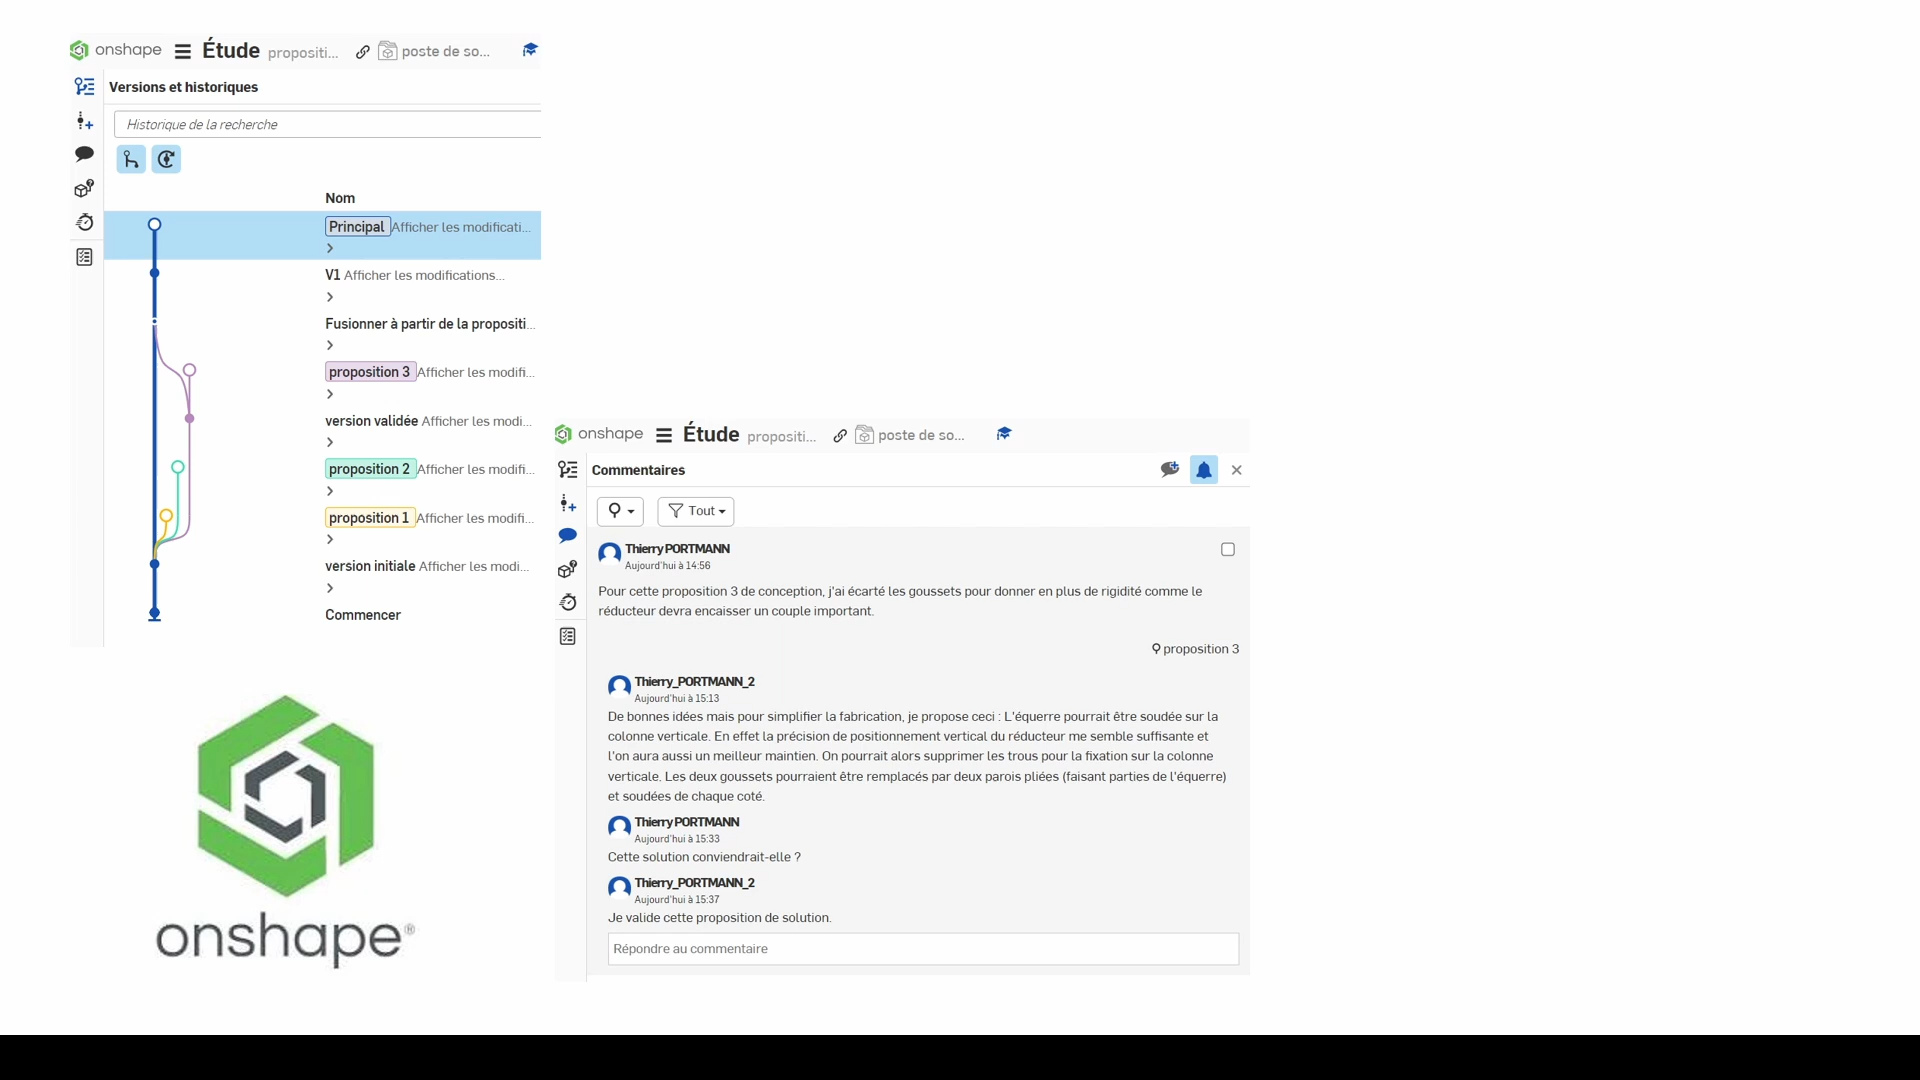 onshape Étude propositi... poste de so...
Versions et historiques
Historique de la recherche
Nom
Principal Afficher les modificati...
V1 Afficher les modifications...
Fusionner à partir de la propositi...
proposition 3 Afficher les modifi...
version validée Afficher les modi...
proposition 2 Afficher les modifi...
proposition 1 Afficher les modifi...
version initiale Afficher les modi...
Commencer
onshape®
onshape Étude propositi... poste de so...
Commentaires
Tout
Thierry PORTMANN
Aujourd'hui à 14:56
Pour cette proposition 3 de conception, j'ai écarté les goussets pour donner en plus de rigidité comme le
réducteur devra encaisser un couple important.
proposition 3
Thierry_PORTMANN_2
Aujourd'hui à 15:13
De bonnes idées mais pour simplifier la fabrication, je propose ceci : L'équerre pourrait être soudée sur la
colonne verticale. En effet la précision de positionnement vertical du réducteur me semble suffisante et
l'on aura aussi un meilleur maintien. On pourrait alors supprimer les trous pour la fixation sur la colonne
verticale. Les deux goussets pourraient être remplacés par deux parois pliées (faisant parties de l'équerre)
et soudées de chaque coté.
Thierry PORTMANN
Aujourd'hui à 15:33
Cette solution conviendrait-elle ?
Thierry_PORTMANN_2
Aujourd'hui à 15:37
Je valide cette proposition de solution.
Répondre au commentaire